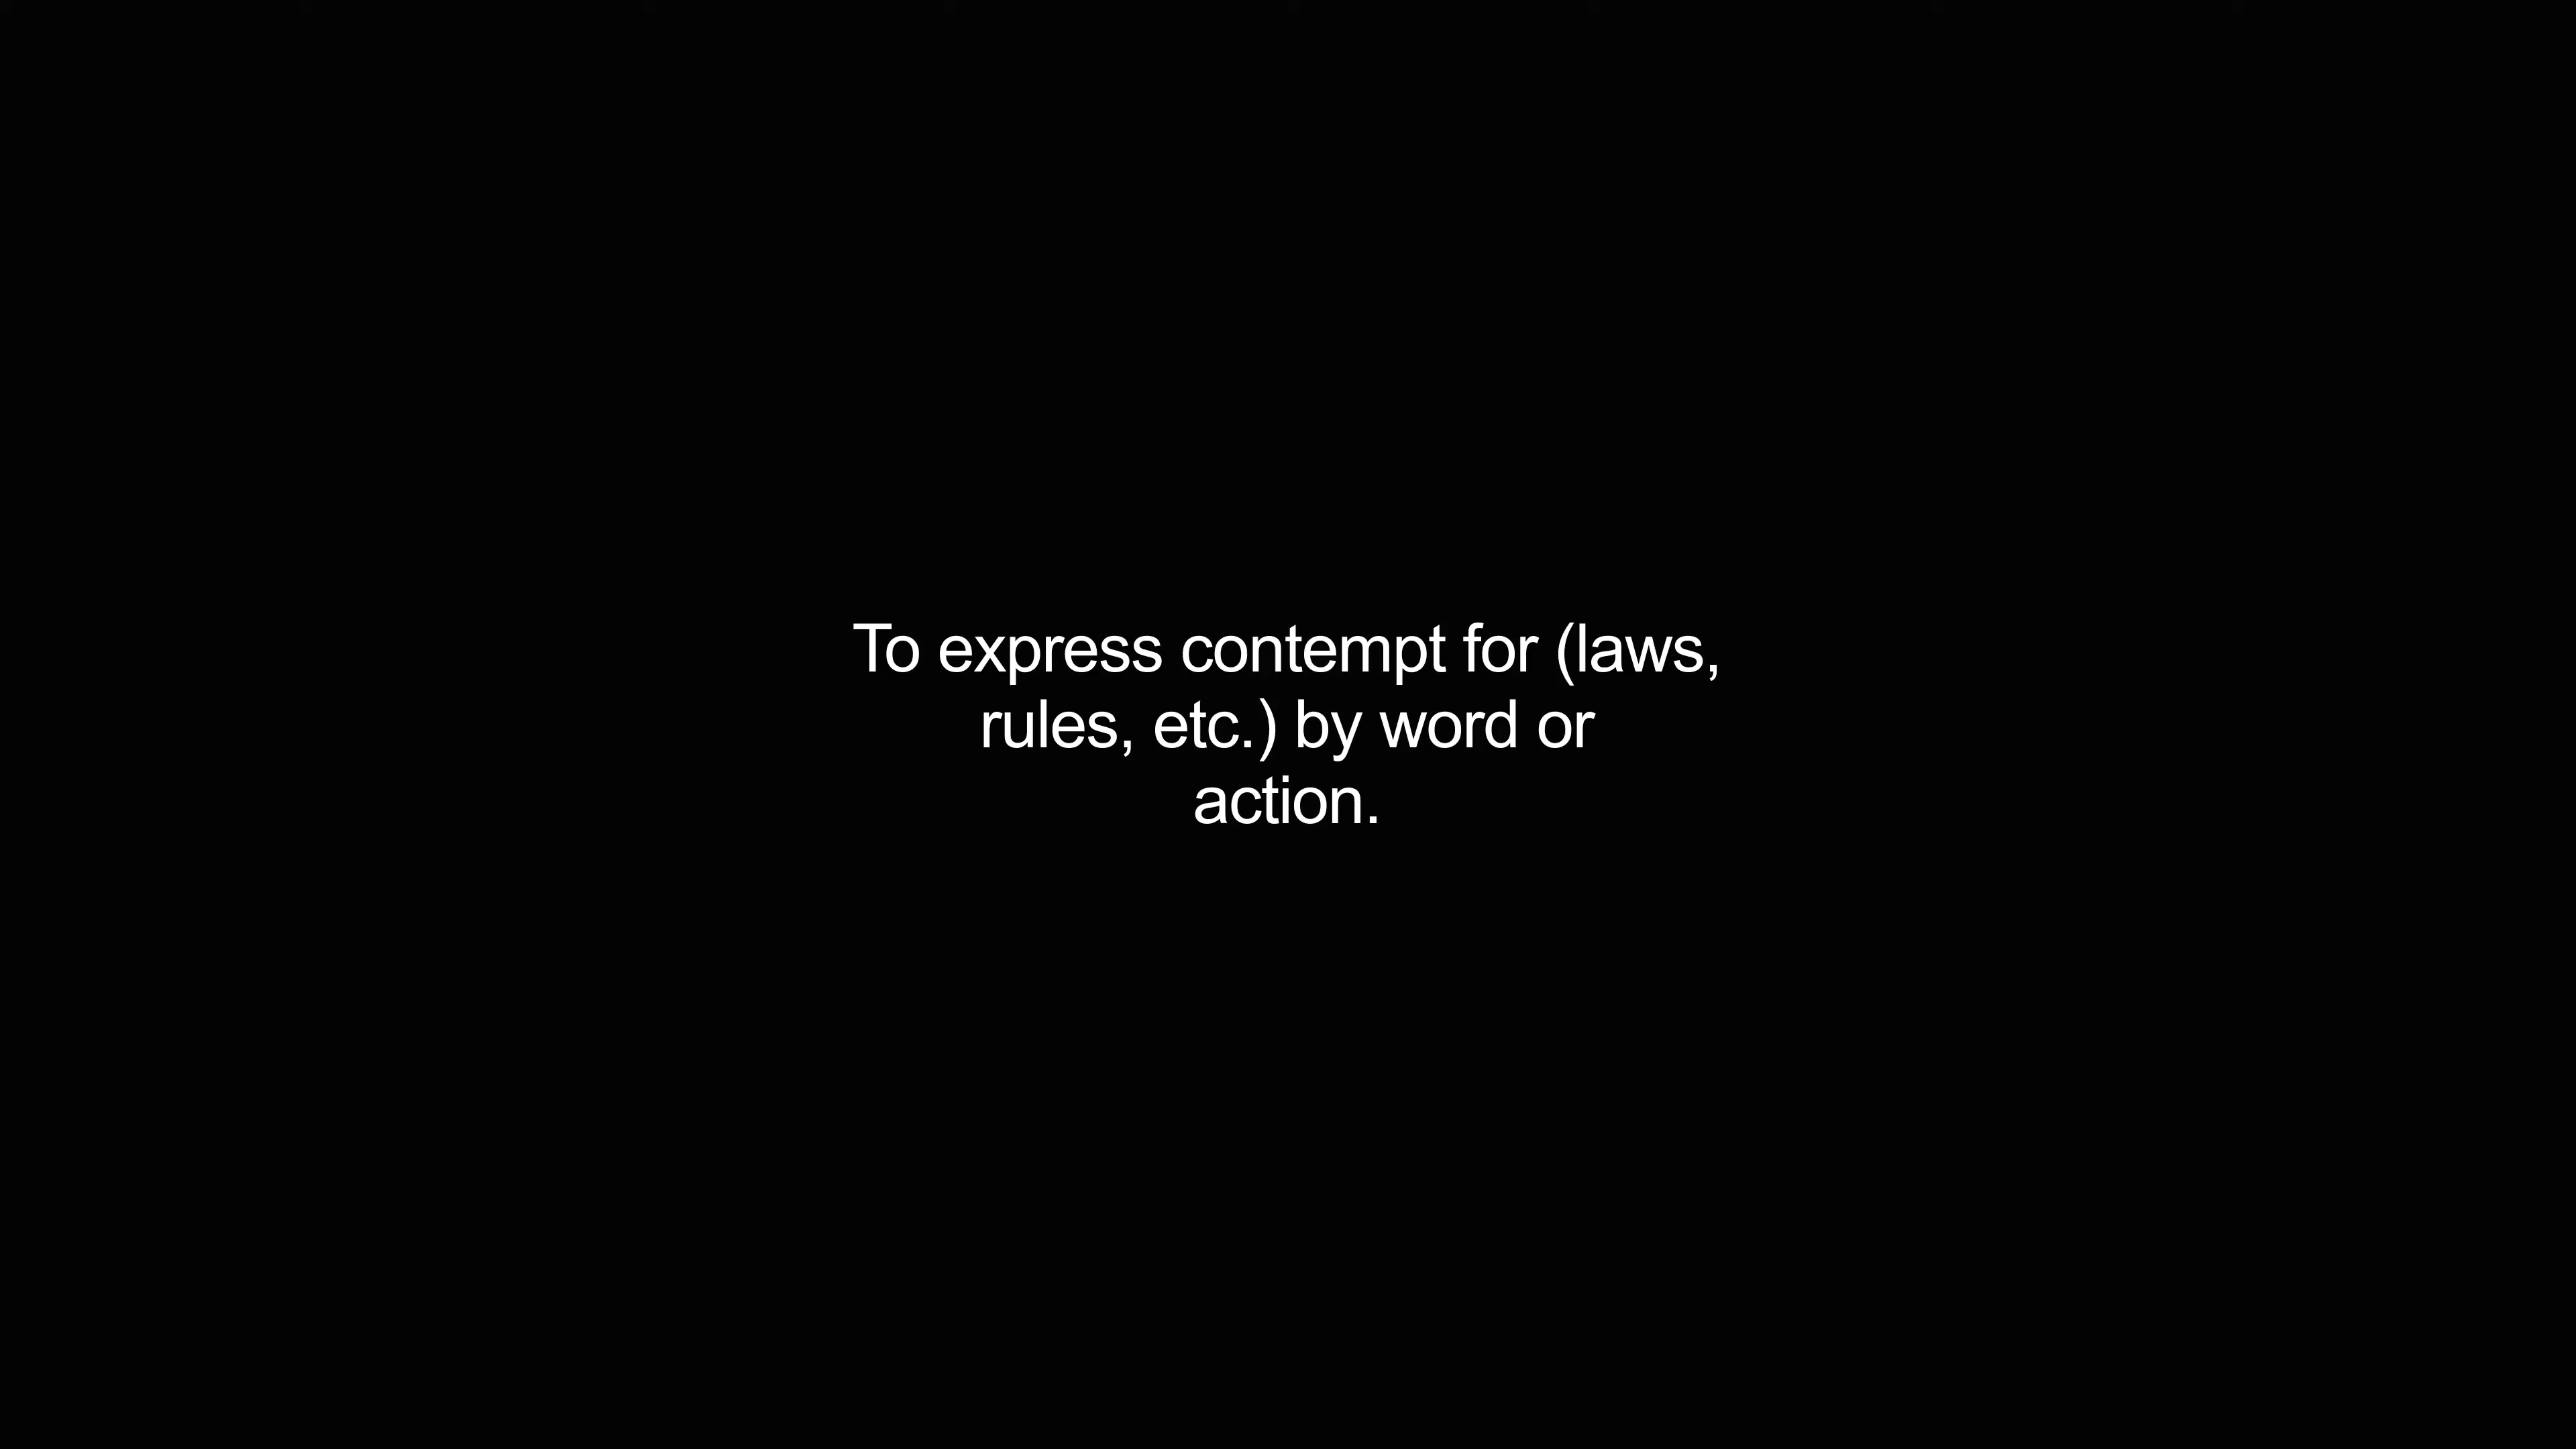 To express contempt for (laws,
rules, etc.) by word or
action.